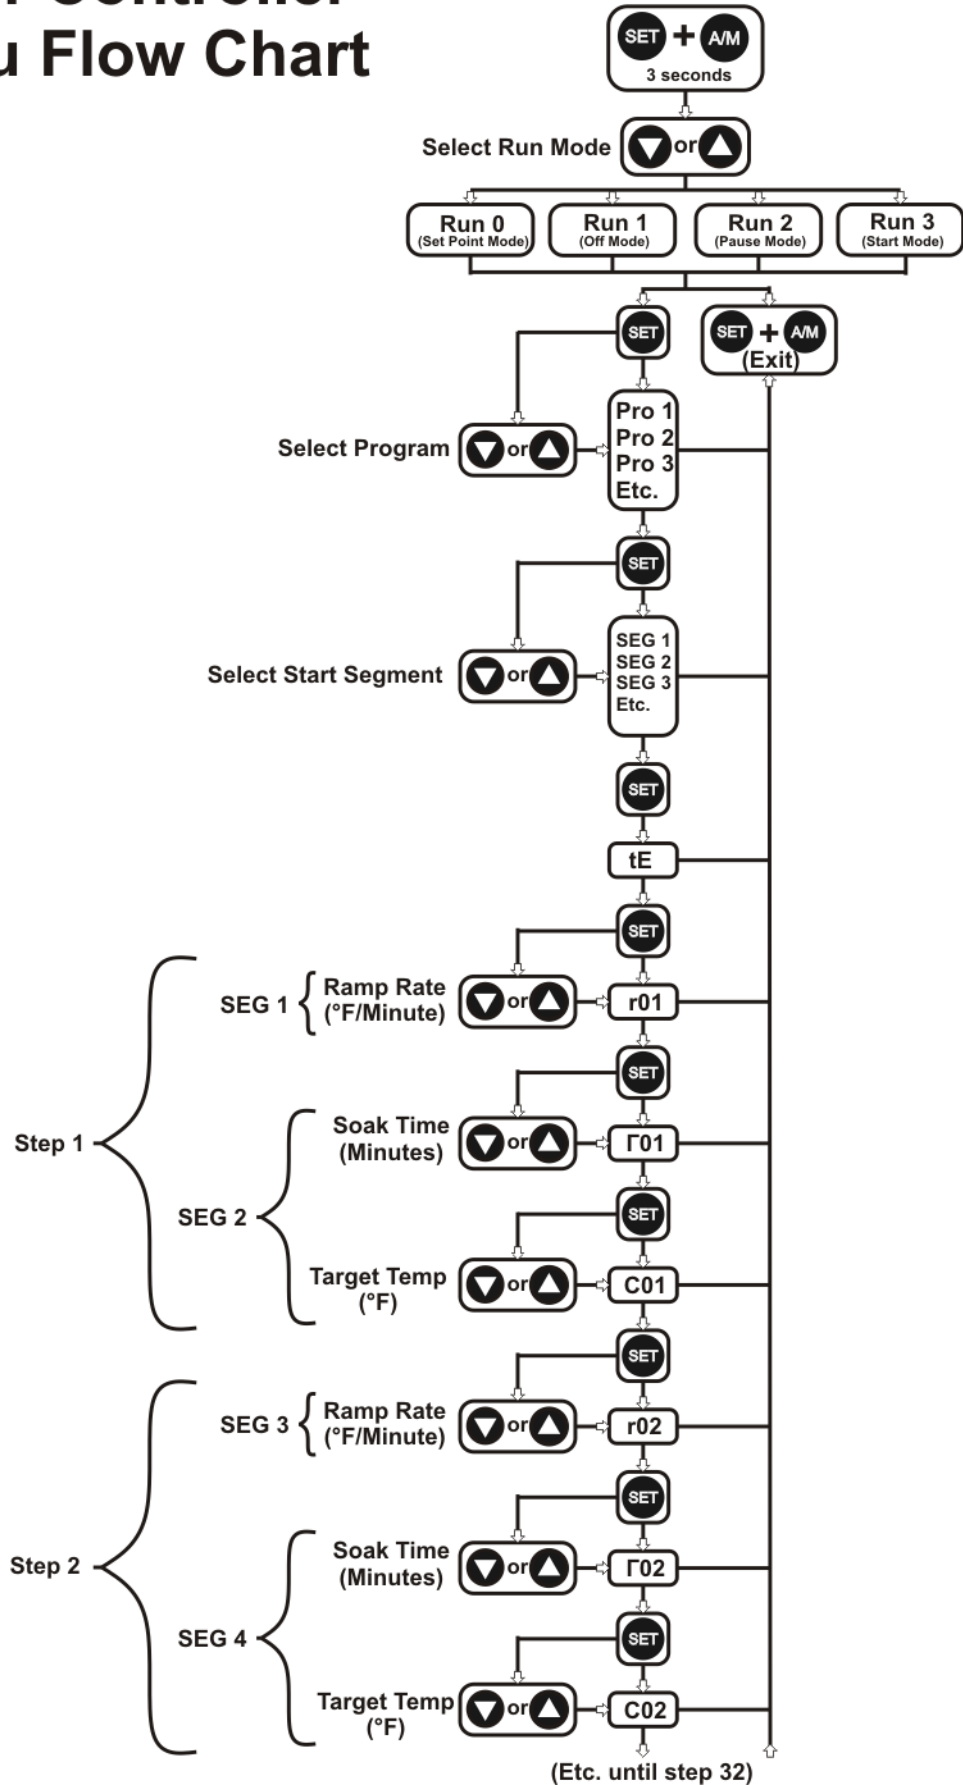 u Flow Chart
SET + A/M
3 seconds
Select Run Mode
or
Run 0
(Set Point Mode)
Run 1
(Off Mode)
Run 2
(Pause Mode)
Run 3
(Start Mode)
SET
SET + A/M
(Exit)
Select Program
or
Pro 1
Pro 2
Pro 3
Etc.
SET
Select Start Segment
or
SEG 1
SEG 2
SEG 3
Etc.
SET
tE
SET
Step 1
SEG 1
Ramp Rate
(°F/Minute)
or
r01
SET
SEG 2
Soak Time
(Minutes)
or
Γ01
SET
Target Temp
(°F)
or
C01
SET
Step 2
SEG 3
Ramp Rate
(°F/Minute)
or
r02
SET
SEG 4
Soak Time
(Minutes)
or
Γ02
SET
Target Temp
(°F)
or
C02
(Etc. until step 32)